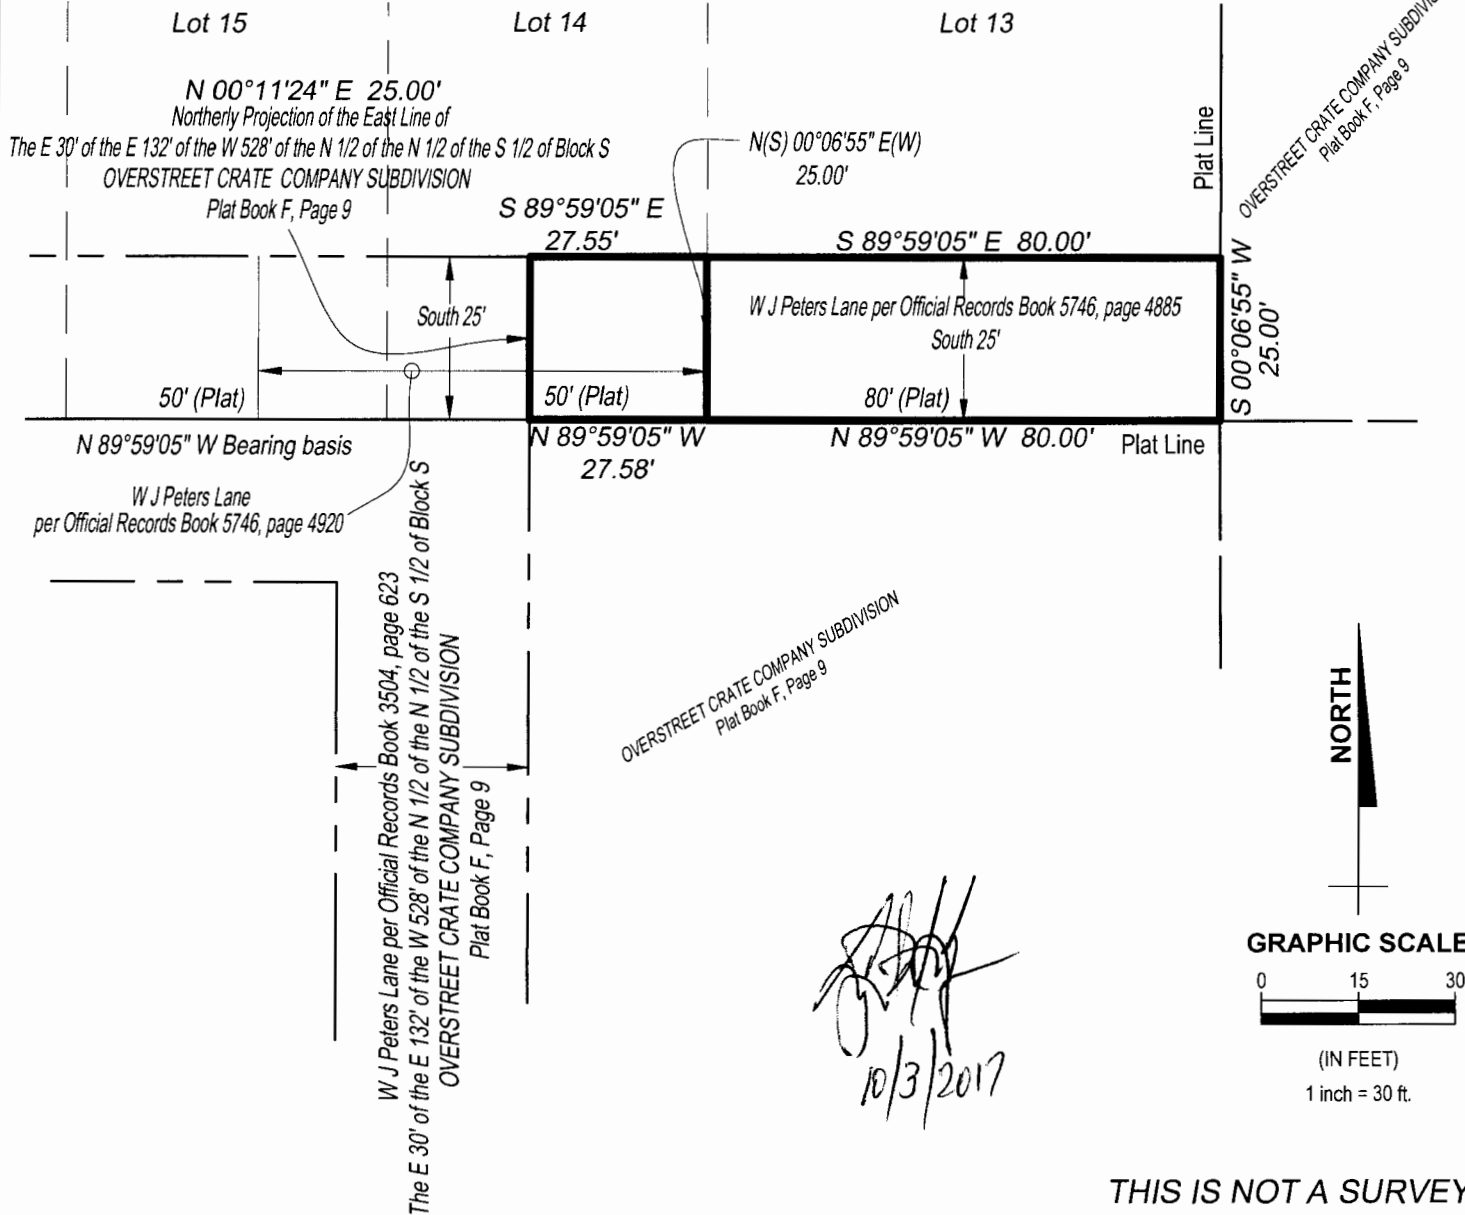 Lot 15
Lot 14
Lot 13
N 00°11'24" E 25.00'
Northerly Projection of the East Line of
The E 30' of the E 132' of the W 528' of the N 1/2 of the N 1/2 of the S 1/2 of Block S
OVERSTREET CRATE COMPANY SUBDIVISION
Plat Book F, Page 9
N(S) 00°06'55" E(W)
25.00'
Plat Line
OVERSTREET CRATE COMPANY SUBDIVIS
Plat Book F, Page 9
S 89°59'05" E
27.55'
S 89°59'05" E 80.00'
South 25'
W J Peters Lane per Official Records Book 5746, page 4885
South 25'
S 00°06'55" W
25.00'
50' (Plat)
50' (Plat)
80' (Plat)
N 89°59'05" W Bearing basis
N 89°59'05" W
27.58'
N 89°59'05" W 80.00'
Plat Line
W J Peters Lane
per Official Records Book 5746, page 4920
W J Peters Lane per Official Records Book 3504, page 623
The E 30' of the E 132' of the W 528' of the N 1/2 of the N 1/2 of the S 1/2 of Block S
OVERSTREET CRATE COMPANY SUBDIVISION
Plat Book F, Page 9
OVERSTREET CRATE COMPANY SUBDIVISION
Plat Book F, Page 9
NORTH
GRAPHIC SCALE
0 15 30
(IN FEET)
1 inch = 30 ft.
10/3/2017
THIS IS NOT A SURVEY